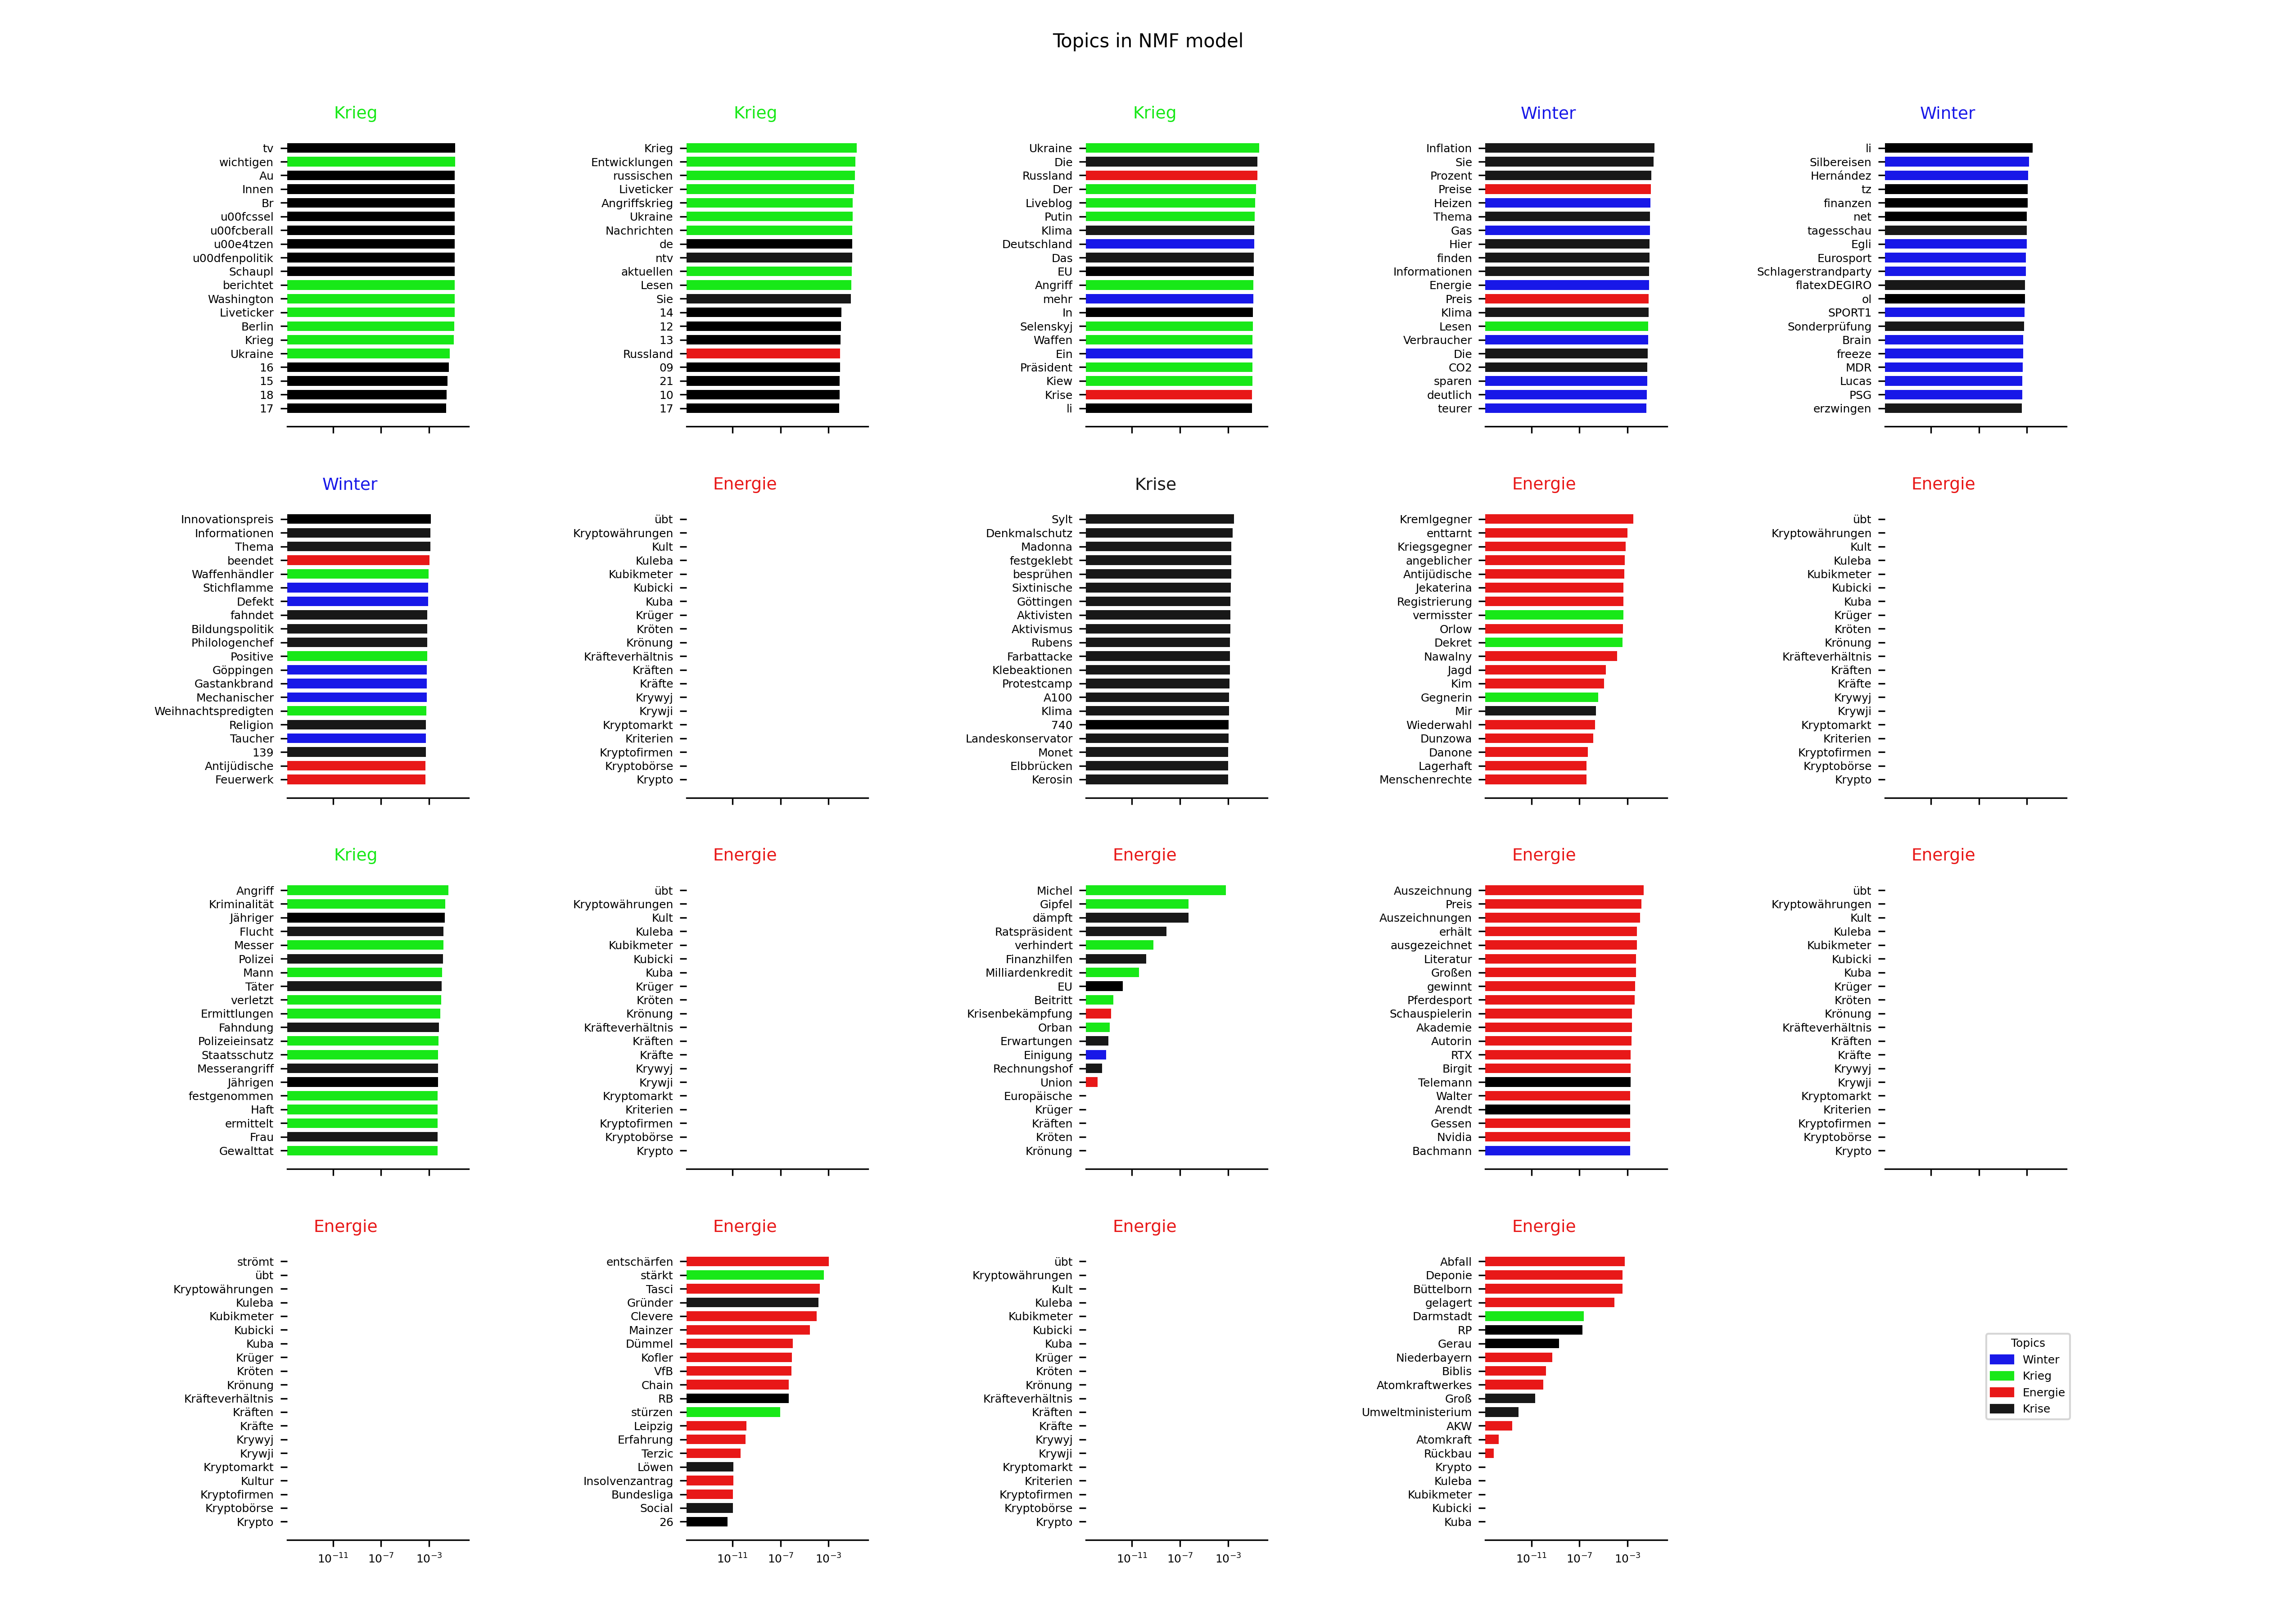 Topics in NMF model
Krieg
tv
wichtigen
Au
Innen
Br
u00fcssel
u00fcberall
u00e4tzen
u00dfenpolitik
Schaupl
berichtet
Washington
Liveticker
Berlin
Krieg
Ukraine
16
15
18
17
Krieg
Krieg
Entwicklungen
russischen
Liveticker
Angriffskrieg
Ukraine
Nachrichten
de
ntv
aktuellen
Lesen
Sie
14
12
13
Russland
09
21
10
17
Krieg
Ukraine
Die
Russland
Der
Liveblog
Putin
Klima
Deutschland
Das
EU
Angriff
mehr
In
Selenskyj
Waffen
Ein
Präsident
Kiew
Krise
li
Winter
Inflation
Sie
Prozent
Preise
Heizen
Thema
Gas
Hier
finden
Informationen
Energie
Preis
Klima
Lesen
Verbraucher
Die
CO2
sparen
deutlich
teurer
Winter
li
Silbereisen
Hernández
tz
finanzen
net
tagesschau
Egli
Eurosport
Schlagerstrandparty
flatexDEGIRO
ol
SPORT1
Sonderprüfung
Brain
freeze
MDR
Lucas
PSG
erzwingen
Winter
Innovationspreis
Informationen
Thema
beendet
Waffenhändler
Stichflamme
Defekt
fahndet
Bildungspolitik
Philologenchef
Positive
Göppingen
Gastankbrand
Mechanischer
Weihnachtspredigten
Religion
Taucher
139
Antijüdische
Feuerwerk
Energie
übt
Kryptowährungen
Kult
Kuleba
Kubikmeter
Kubicki
Kuba
Krüger
Kröten
Krönung
Kräfteverhältnis
Kräften
Kräfte
Krywyj
Krywji
Kryptomarkt
Kriterien
Kryptofirmen
Kryptobörse
Krypto
Krise
Sylt
Denkmalschutz
Madonna
festgeklebt
besprühen
Sixtinische
Göttingen
Aktivisten
Aktivismus
Rubens
Farbattacke
Klebeaktionen
Protestcamp
A100
Klima
740
Landeskonservator
Monet
Elbbrücken
Kerosin
Energie
Kremlgegner
enttarnt
Kriegsgegner
angeblicher
Antijüdische
Jekaterina
Registrierung
vermisster
Orlow
Dekret
Nawalny
Jagd
Kim
Gegnerin
Mir
Wiederwahl
Dunzowa
Danone
Lagerhaft
Menschenrechte
Energie
übt
Kryptowährungen
Kult
Kuleba
Kubikmeter
Kubicki
Kuba
Krüger
Kröten
Krönung
Kräfteverhältnis
Kräften
Kräfte
Krywyj
Krywji
Kryptomarkt
Kriterien
Kryptofirmen
Kryptobörse
Krypto
Krieg
Angriff
Kriminalität
Jähriger
Flucht
Messer
Polizei
Mann
Täter
verletzt
Ermittlungen
Fahndung
Polizeieinsatz
Staatsschutz
Messerangriff
Jährigen
festgenommen
Haft
ermittelt
Frau
Gewalttat
Energie
übt
Kryptowährungen
Kult
Kuleba
Kubikmeter
Kubicki
Kuba
Krüger
Kröten
Krönung
Kräfteverhältnis
Kräften
Kräfte
Krywyj
Krywji
Kryptomarkt
Kriterien
Kryptofirmen
Kryptobörse
Krypto
Energie
Michel
Gipfel
dämpft
Ratspräsident
verhindert
Finanzhilfen
Milliardenkredit
EU
Beitritt
Krisenbekämpfung
Orban
Erwartungen
Einigung
Rechnungshof
Union
Europäische
Krüger
Kräften
Kröten
Krönung
Energie
Auszeichnung
Preis
Auszeichnungen
erhält
ausgezeichnet
Literatur
Großen
gewinnt
Pferdesport
Schauspielerin
Akademie
Autorin
RTX
Birgit
Telemann
Walter
Arendt
Gessen
Nvidia
Bachmann
Energie
übt
Kryptowährungen
Kult
Kuleba
Kubikmeter
Kubicki
Kuba
Krüger
Kröten
Krönung
Kräfteverhältnis
Kräften
Kräfte
Krywyj
Krywji
Kryptomarkt
Kriterien
Kryptofirmen
Kryptobörse
Krypto
Energie
strömt
übt
Kryptowährungen
Kuleba
Kubikmeter
Kubicki
Kuba
Krüger
Kröten
Krönung
Kräfteverhältnis
Kräften
Kräfte
Krywyj
Krywji
Kryptomarkt
Kultur
Kryptofirmen
Kryptobörse
Krypto
10⁻¹¹ 10⁻⁷ 10⁻³
Energie
entschärfen
stärkt
Tasci
Gründer
Clevere
Mainzer
Dümmel
Kofler
VfB
Chain
RB
stürzen
Leipzig
Erfahrung
Terzic
Löwen
Insolvenzantrag
Bundesliga
Social
26
10⁻¹¹ 10⁻⁷ 10⁻³
Energie
übt
Kryptowährungen
Kult
Kuleba
Kubikmeter
Kubicki
Kuba
Krüger
Kröten
Krönung
Kräfteverhältnis
Kräften
Kräfte
Krywyj
Krywji
Kryptomarkt
Kriterien
Kryptofirmen
Kryptobörse
Krypto
10⁻¹¹ 10⁻⁷ 10⁻³
Energie
Abfall
Deponie
Büttelborn
gelagert
Darmstadt
RP
Gerau
Niederbayern
Biblis
Atomkraftwerkes
Groß
Umweltministerium
AKW
Atomkraft
Rückbau
Krypto
Kuleba
Kubikmeter
Kubicki
Kuba
10⁻¹¹ 10⁻⁷ 10⁻³
Topics
Winter
Krieg
Energie
Krise